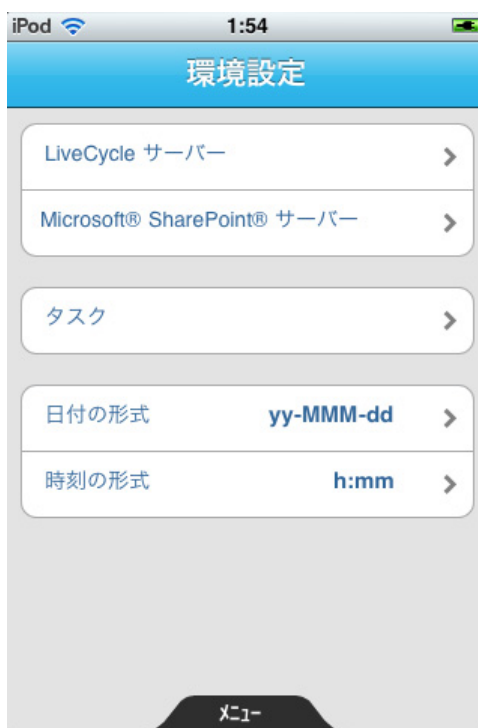 iPod 1:54
環境設定
LiveCycle サーバー
Microsoft® SharePoint® サーバー
タスク
日付の形式 yy-MMM-dd
時刻の形式 h:mm
ﾒﾆｭｰ